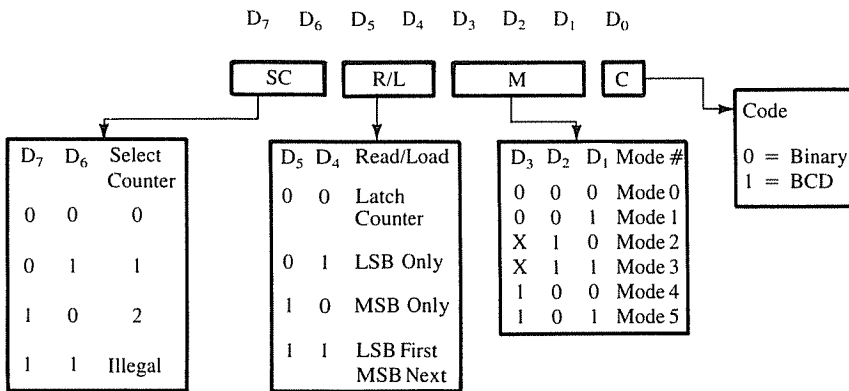 D7 D6 D5 D4 D3 D2 D1 D0
SC R/L M C
Code
0 = Binary
1 = BCD
D7 D6 Select Counter
0 0 0
0 1 1
1 0 2
1 1 Illegal
D5 D4 Read/Load
0 0 Latch Counter
0 1 LSB Only
1 0 MSB Only
1 1 LSB First
MSB Next
D3 D2 D1 Mode #
0 0 0 Mode 0
0 0 1 Mode 1
X 1 0 Mode 2
X 1 1 Mode 3
1 0 0 Mode 4
1 0 1 Mode 5